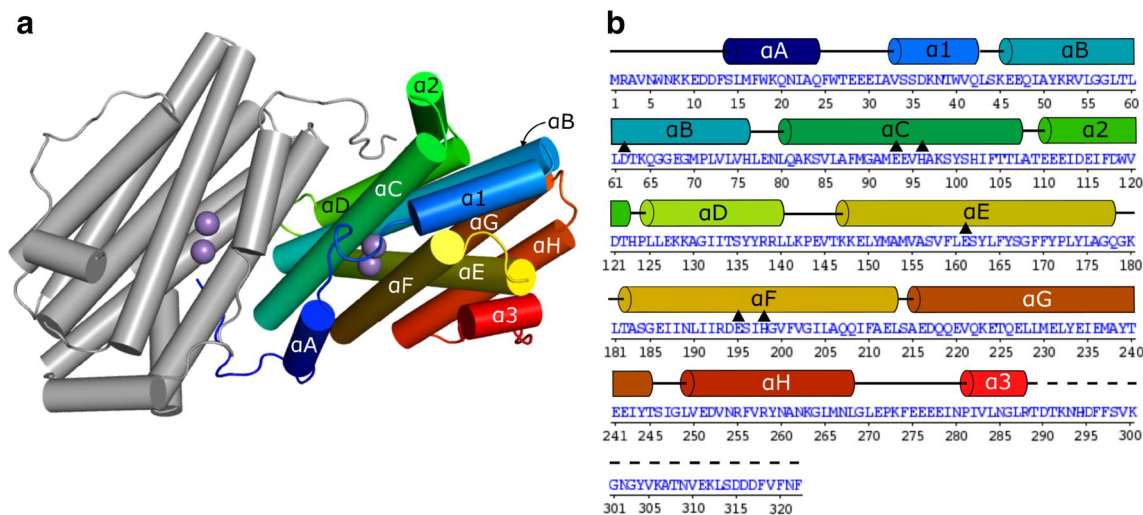 a
α2
αB
αC
α1
αD
αG
αH
αE
αF
α3
αA
b
αA α1 αB
MRAVNWNKKEDDFSLMFWKQNIAQFWTEEEIAVSSDKNTWVQLSKEEQIAYKRVLGGLTL
1 5 10 15 20 25 30 35 40 45 50 55 60
αB αC α2
LDTKQGGEGMPLVLVHLENLQAKSVLAFMGAMEEVHAKSYSHIFTTLATEEEIDEIFDWV
61 65 70 75 80 85 90 95 100 105 110 115 120
αD αE
DTHPLLEKKAGIITSYYRRLLKPEVTKKELYMAMVASVFLESYLFYSGFFYPLYLAGQGK
121 125 130 135 140 145 150 155 160 165 170 175 180
αF αG
LTASGEIINLIIRDESIHGVFVGILAQQIFAELSAEDQQEVQKETQELLMELYEIEMAYT
181 185 190 195 200 205 210 215 220 225 230 235 240
αH α3
EEIYTSIGLVEDVNRFVRYNANKGLMNLGLEPKFEEEEINPIVLNGLRTDTKNHDFFSVK
241 245 250 255 260 265 270 275 280 285 290 295 300
GNGYVKATNVEKLSDDDFVFNF
301 305 310 315 320